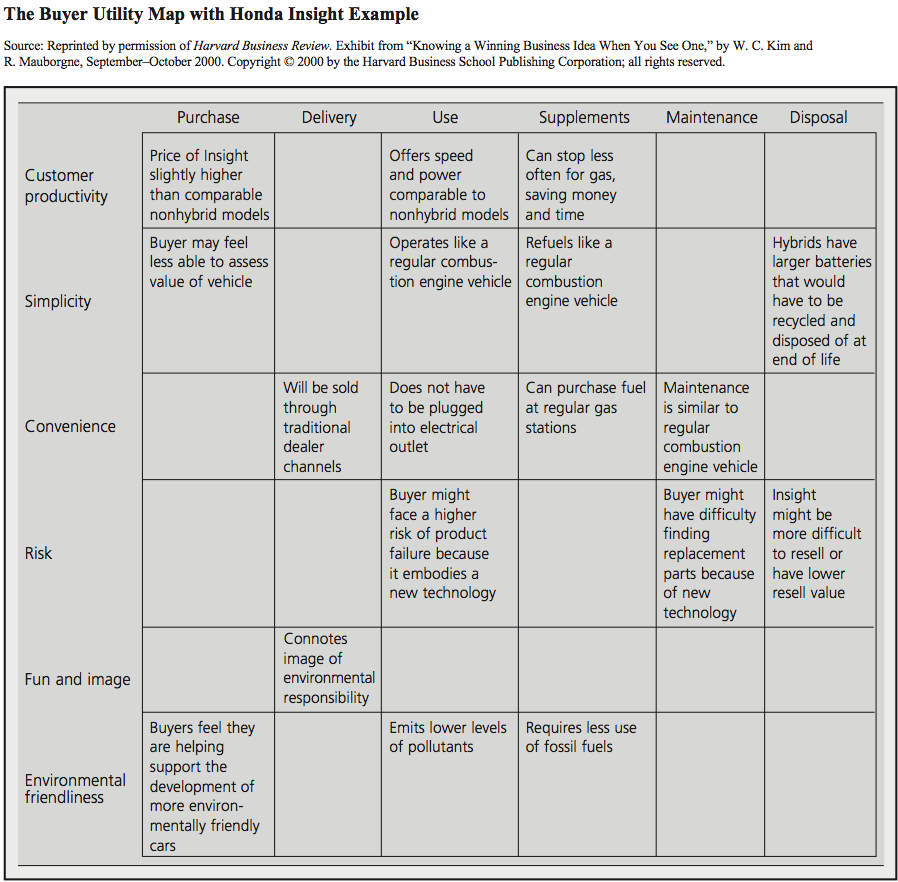 The Buyer Utility Map with Honda Insight Example
Source: Reprinted by permission of Harvard Business Review. Exhibit from “Knowing a Winning Business Idea When You See One,” by W. C. Kim and
R. Mauborgne, September–October 2000. Copyright © 2000 by the Harvard Business School Publishing Corporation; all rights reserved.
Purchase
Delivery
Use
Supplements
Maintenance
Disposal
Customer
productivity
Price of Insight
slightly higher
than comparable
nonhybrid models
Offers speed
and power
comparable to
nonhybrid models
Can stop less
often for gas,
saving money
and time
Simplicity
Buyer may feel
less able to assess
value of vehicle
Operates like a
regular combus-
tion engine vehicle
Refuels like a
regular
combustion
engine vehicle
Hybrids have
larger batteries
that would
have to be
recycled and
disposed of at
end of life
Convenience
Will be sold
through
traditional
dealer
channels
Does not have
to be plugged
into electrical
outlet
Can purchase fuel
at regular gas
stations
Maintenance
is similar to
regular
combustion
engine vehicle
Risk
Buyer might
face a higher
risk of product
failure because
it embodies a
new technology
Buyer might
have difficulty
finding
replacement
parts because
of new
technology
Insight
might be
more difficult
to resell or
have lower
resell value
Fun and image
Connotes
image of
environmental
responsibility
Environmental
friendliness
Buyers feel they
are helping
support the
development of
more environ-
mentally friendly
cars
Emits lower levels
of pollutants
Requires less use
of fossil fuels